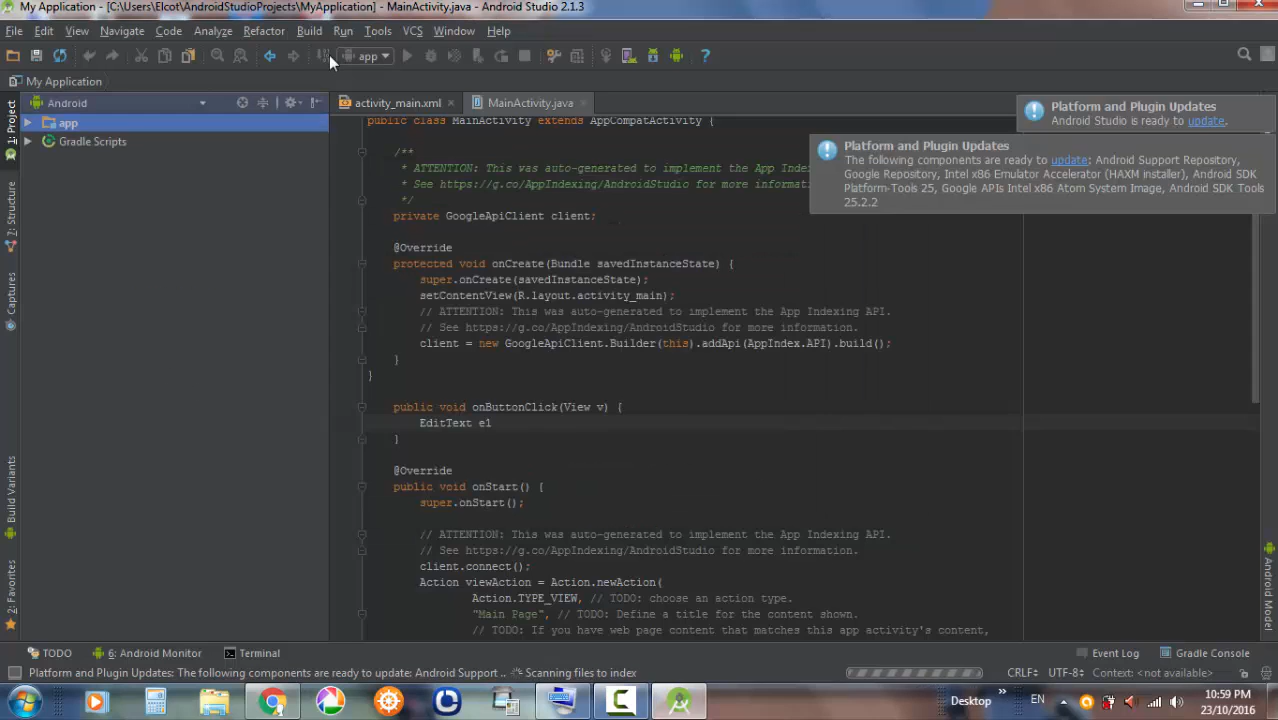 My Application - [C:\Users\Elcot\AndroidStudioProjects\MyApplication] - MainActivity.java - Android Studio 2.1.3
File Edit View Navigate Code Analyze Refactor Build Run Tools VCS Window Help
app
My Application
Android
activity_main.xml
MainActivity.java
app
Gradle Scripts
1: Project
7: Structure
Captures
Build Variants
2: Favorites
Android Model
Platform and Plugin Updates
Android Studio is ready to update.
Platform and Plugin Updates
The following components are ready to update: Android Support Repository,
Google Repository, Intel x86 Emulator Accelerator (HAXM installer), Android SDK
Platform-Tools 25, Google APIs Intel x86 Atom System Image, Android SDK Tools
25.2.2
public class MainActivity extends AppCompatActivity {
/**
* ATTENTION: This was auto-generated to implement the App Indexing
* See https://g.co/AppIndexing/AndroidStudio for more
*/
private GoogleApiClient client;
@Override
protected void onCreate(Bundle savedInstanceState) {
super.onCreate(savedInstanceState);
setContentView(R.layout.activity_main);
// ATTENTION: This was auto-generated to implement the App Indexing API.
// See https://g.co/AppIndexing/AndroidStudio for more information.
client = new GoogleApiClient.Builder(this).addApi(AppIndex.API).build();
}
}
public void onButtonClick(View v) {
EditText e1
}
@Override
public void onStart() {
super.onStart();
// ATTENTION: This was auto-generated to implement the App Indexing API.
// See https://g.co/AppIndexing/AndroidStudio for more information.
client.connect();
Action viewAction = Action.newAction(
Action.TYPE_VIEW, // TODO: choose an action type.
"Main Page", // TODO: Define a title for the content shown.
// TODO: If you have web page content that matches this app activity's content,
TODO 6: Android Monitor Terminal Event Log Gradle Console
Platform and Plugin Updates: The following components are ready to update: Android Support ... Scanning files to index CRLF÷ UTF-8÷ Context: <no context>
Desktop » EN
10:59 PM
23/10/2016